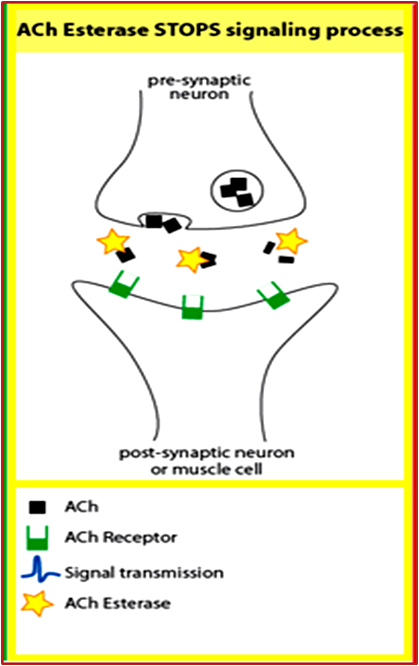 ACh Esterase STOPS signaling process
pre-synaptic
neuron
post-synaptic neuron
or muscle cell
ACh
ACh Receptor
Signal transmission
ACh Esterase